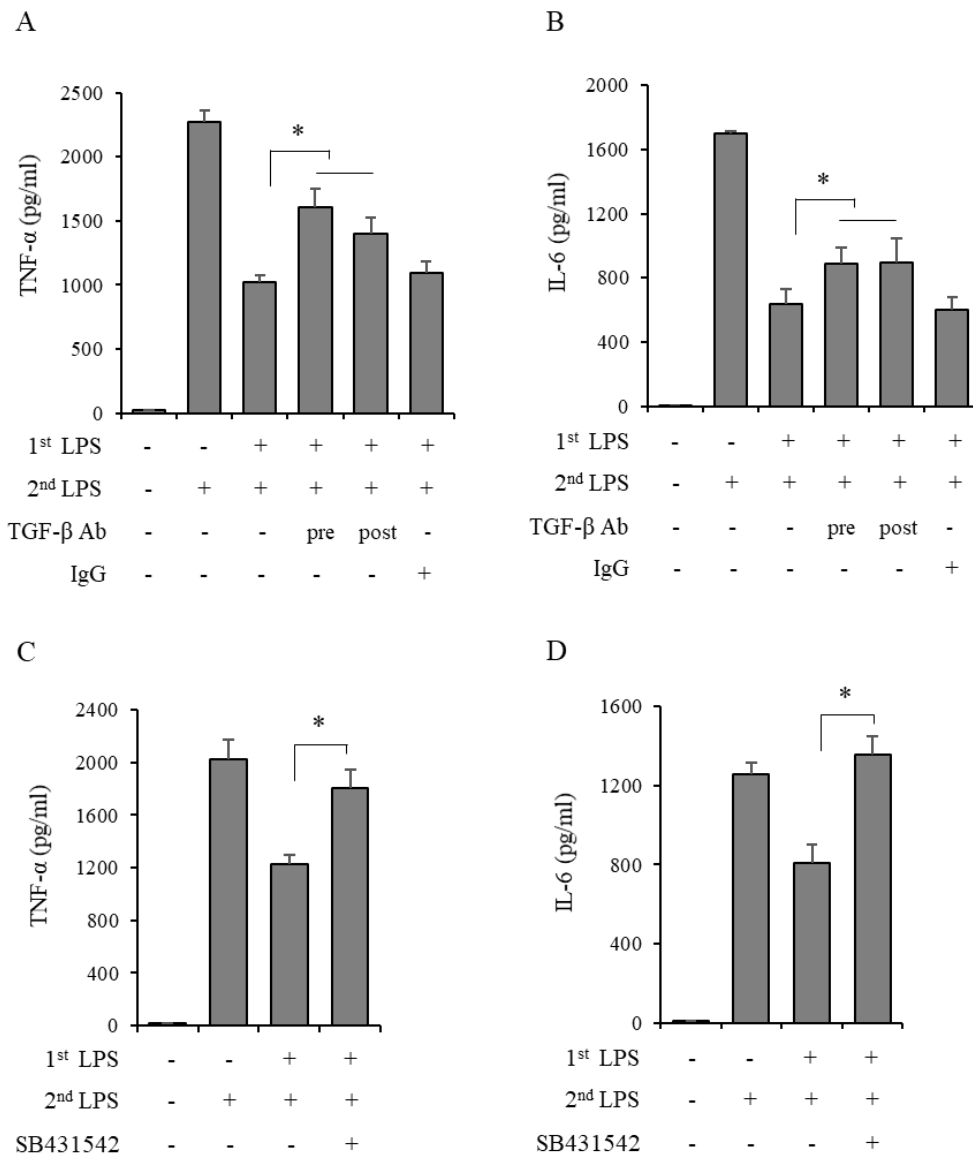 A
TNF-α (pg/ml)
2500
2000
1500
1000
500
0
*
1st LPS - - + + + +
2nd LPS - + + + + +
TGF-β Ab - - - pre post -
IgG - - - - - +
B
IL-6 (pg/ml)
2000
1600
1200
800
400
0
*
1st LPS - - + + + +
2nd LPS - + + + + +
TGF-β Ab - - - pre post -
IgG - - - - - +
C
TNF-α (pg/ml)
2400
2000
1600
1200
800
400
0
*
1st LPS - - + +
2nd LPS - + + +
SB431542 - - - +
D
IL-6 (pg/ml)
1600
1200
800
400
0
*
1st LPS - - + +
2nd LPS - + + +
SB431542 - - - +